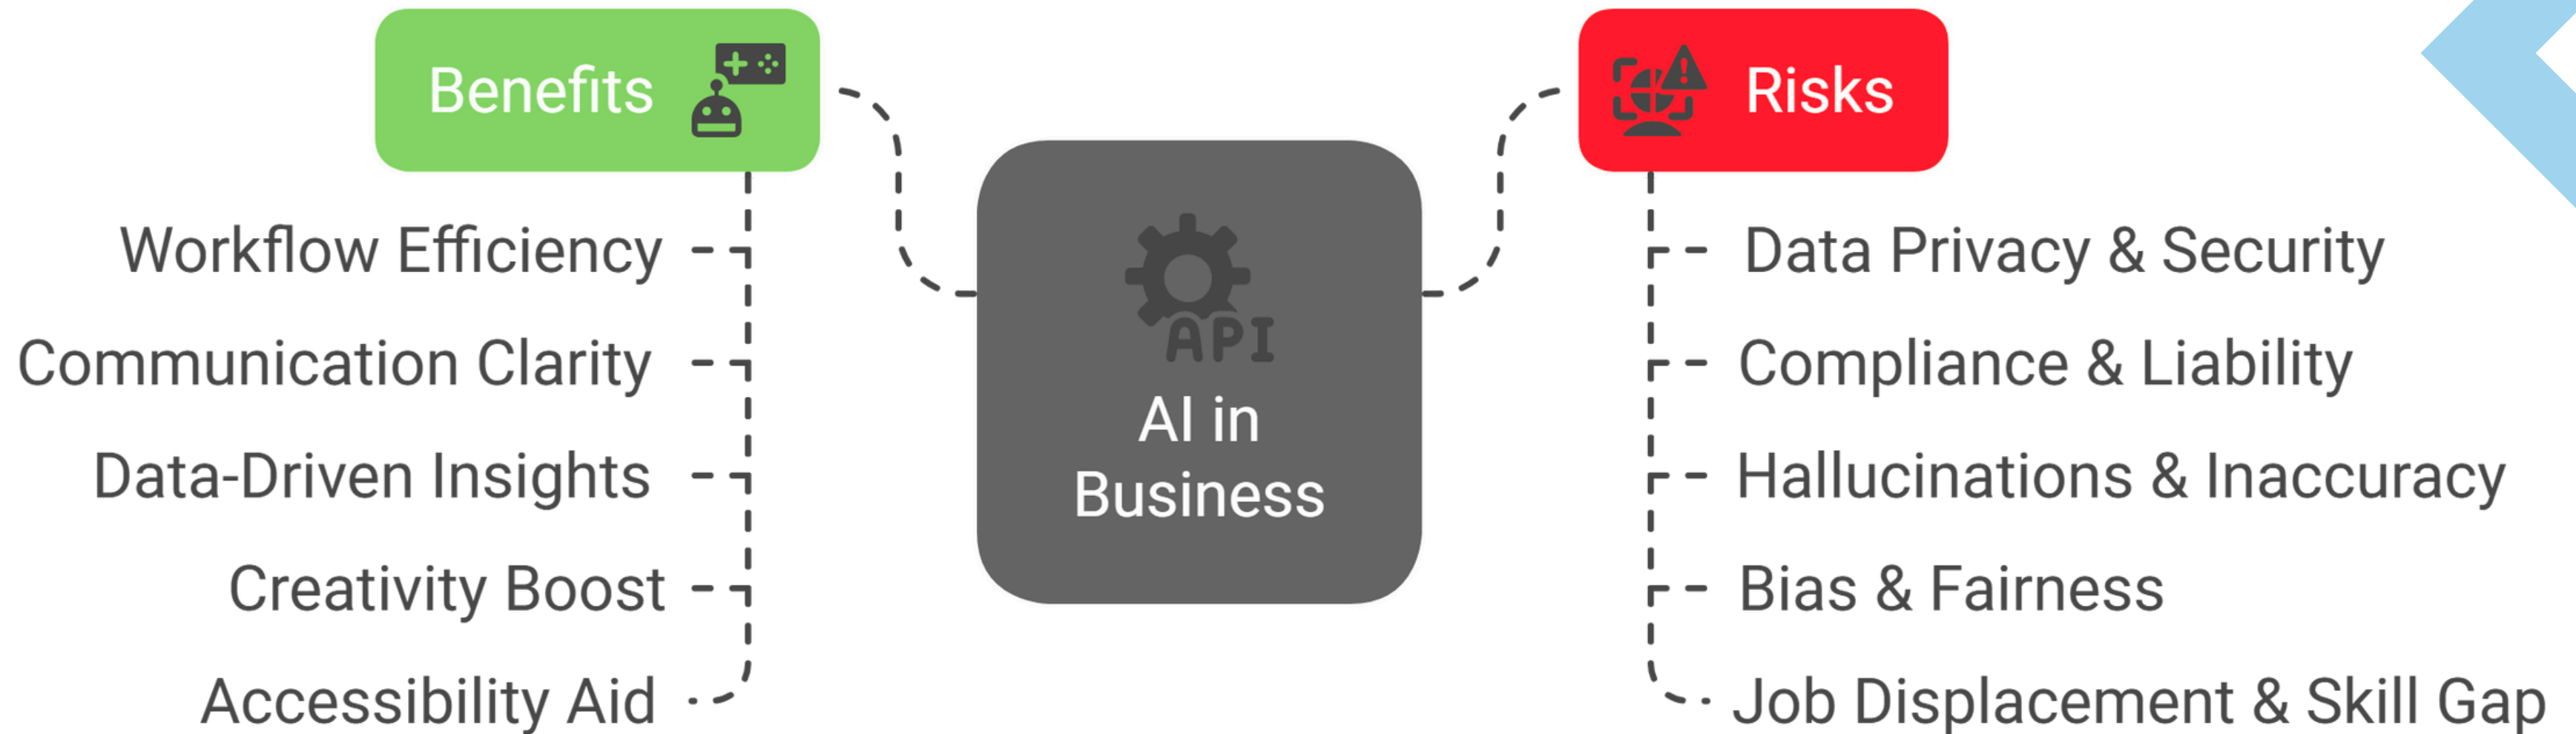 Benefits
Workflow Efficiency
Communication Clarity
Data-Driven Insights
Creativity Boost
Accessibility Aid
API
AI in
Business
Risks
Data Privacy & Security
Compliance & Liability
Hallucinations & Inaccuracy
Bias & Fairness
Job Displacement & Skill Gap